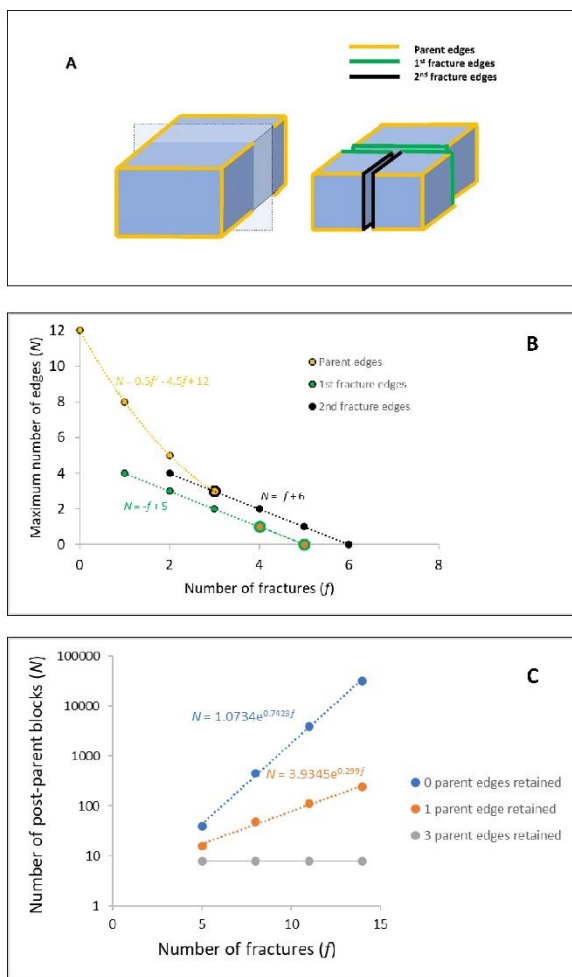 A
Parent edges
1st fracture edges
2nd fracture edges
B
Maximum number of edges (N)
12
10
8
6
4
2
0
N = 0.5f² - 4.5f + 12
Parent edges
1st fracture edges
2nd fracture edges
N = f + 6
N = -f + 5
0 2 4 6 8
Number of fractures (f)
C
Number of post-parent blocks (N)
100000
10000
1000
100
10
1
N = 1.0734e0.7423f
N = 3.9345e0.299f
0 parent edges retained
1 parent edge retained
3 parent edges retained
0 5 10 15
Number of fractures (f)